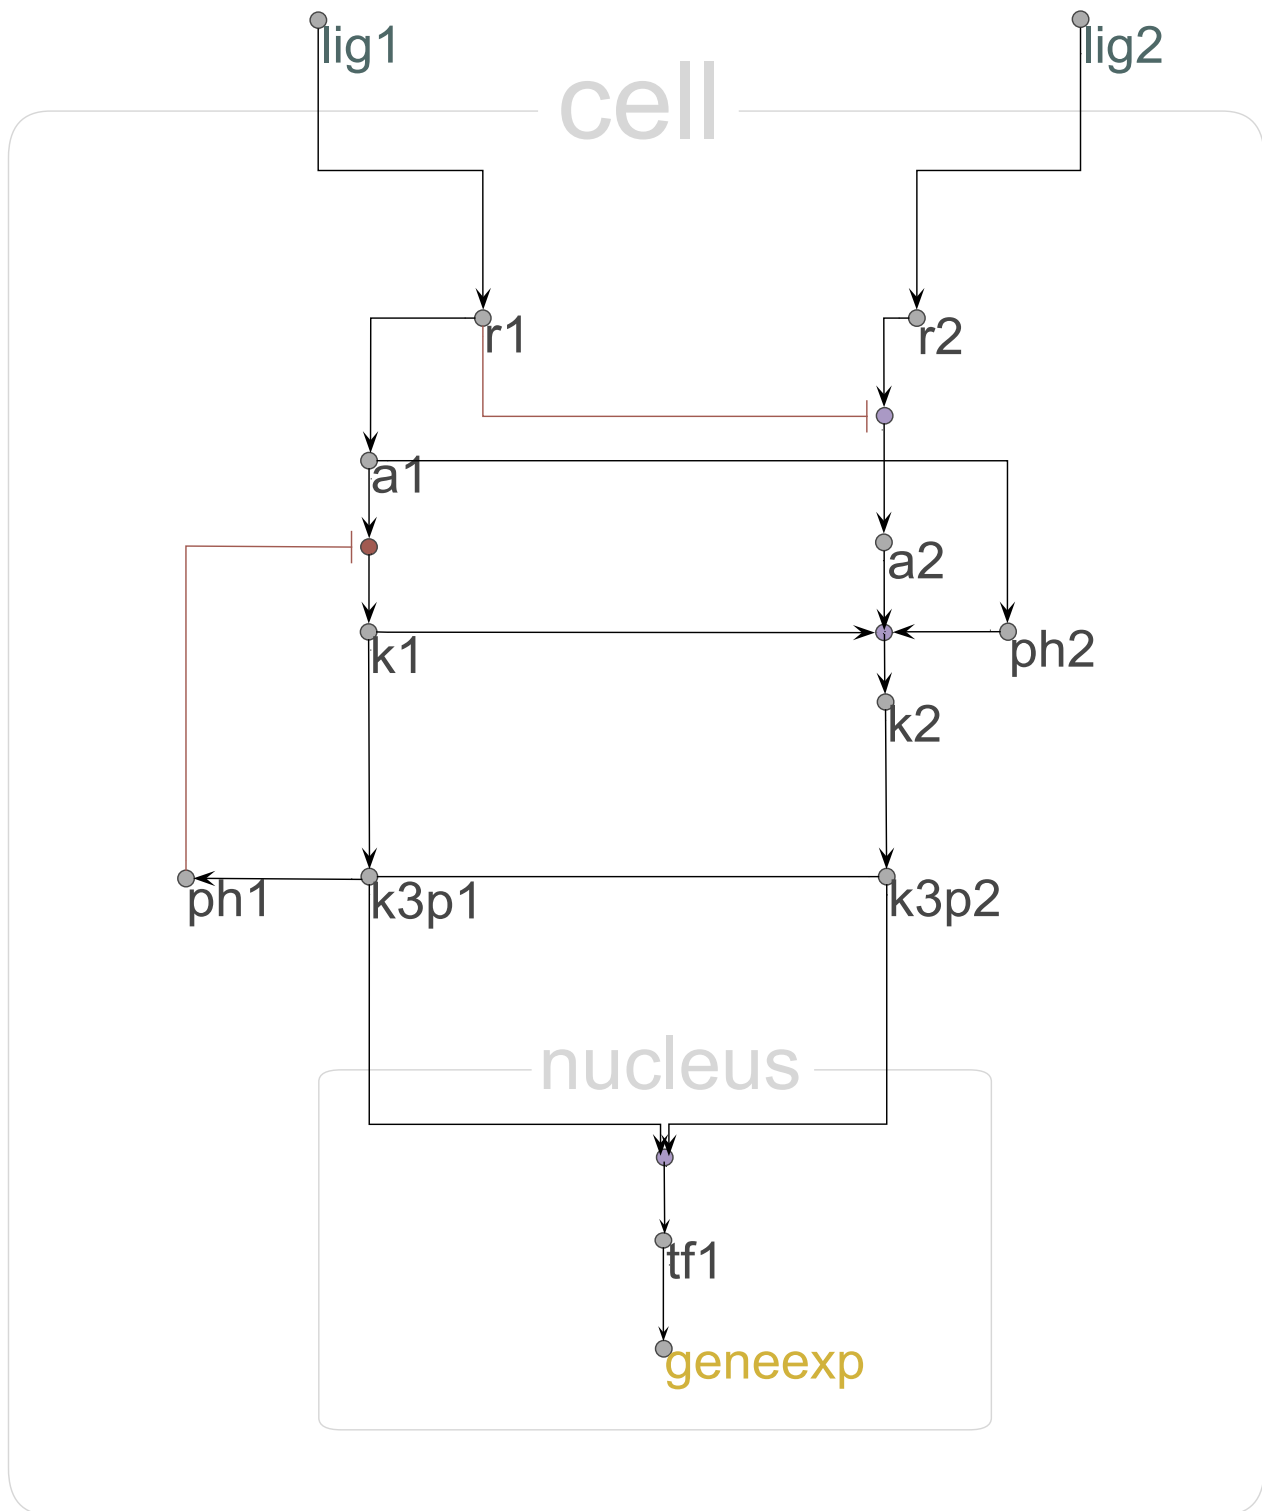 lig1
lig2
cell
r1
r2
a1
a2
k1
ph2
k2
ph1
k3p1
k3p2
nucleus
tf1
geneexp